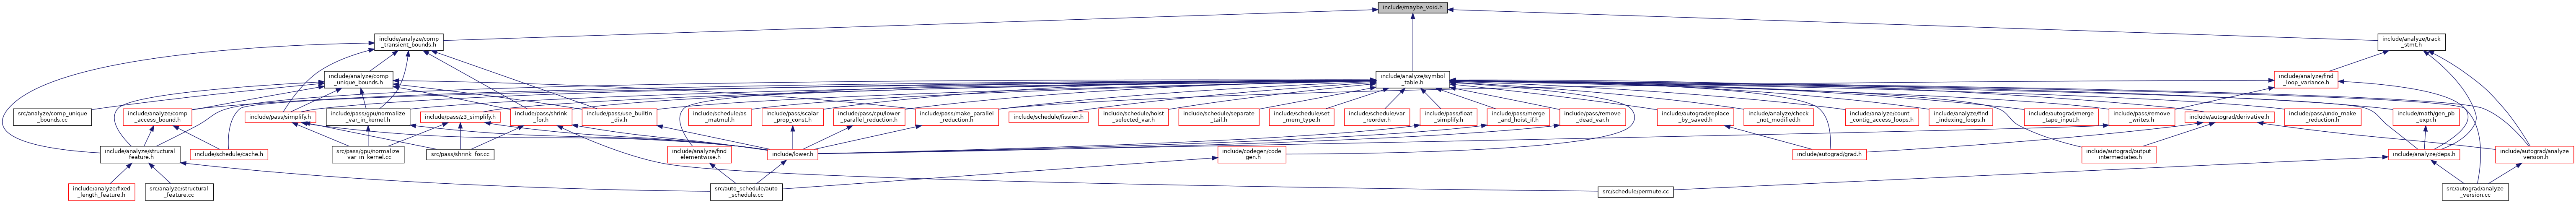 include/maybe_void.h
include/analyze/comp
_transient_bounds.h
include/analyze/track
_stmt.h
include/analyze/comp
_unique_bounds.h
include/analyze/symbol
_table.h
include/analyze/find
_loop_variance.h
src/analyze/comp_unique
_bounds.cc
include/analyze/comp
_access_bound.h
include/pass/simplify.h
include/pass/gpu/normalize
_var_in_kernel.h
include/pass/z3_simplify.h
include/pass/shrink
_for.h
include/pass/use_builtin
_div.h
include/schedule/as
_matmul.h
include/pass/scalar
_prop_const.h
include/pass/cpu/lower
_parallel_reduction.h
include/pass/make_parallel
_reduction.h
include/schedule/fission.h
include/schedule/hoist
_selected_var.h
include/schedule/separate
_tail.h
include/schedule/set
_mem_type.h
include/schedule/var
_reorder.h
include/pass/float
_simplify.h
include/pass/merge
_and_hoist_if.h
include/pass/remove
_dead_var.h
include/autograd/replace
_by_saved.h
include/analyze/check
_not_modified.h
include/analyze/count
_contig_access_loops.h
include/analyze/find
_indexing_loops.h
include/autograd/merge
_tape_input.h
include/pass/remove
_writes.h
include/autograd/derivative.h
include/pass/undo_make
_reduction.h
include/math/gen_pb
_expr.h
include/analyze/structural
_feature.h
include/schedule/cache.h
src/pass/gpu/normalize
_var_in_kernel.cc
src/pass/shrink_for.cc
include/analyze/find
_elementwise.h
include/lower.h
include/codegen/code
_gen.h
include/autograd/grad.h
include/autograd/output
_intermediates.h
include/analyze/deps.h
include/autograd/analyze
_version.h
include/analyze/fixed
_length_feature.h
src/analyze/structural
_feature.cc
src/auto_schedule/auto
_schedule.cc
src/schedule/permute.cc
src/autograd/analyze
_version.cc